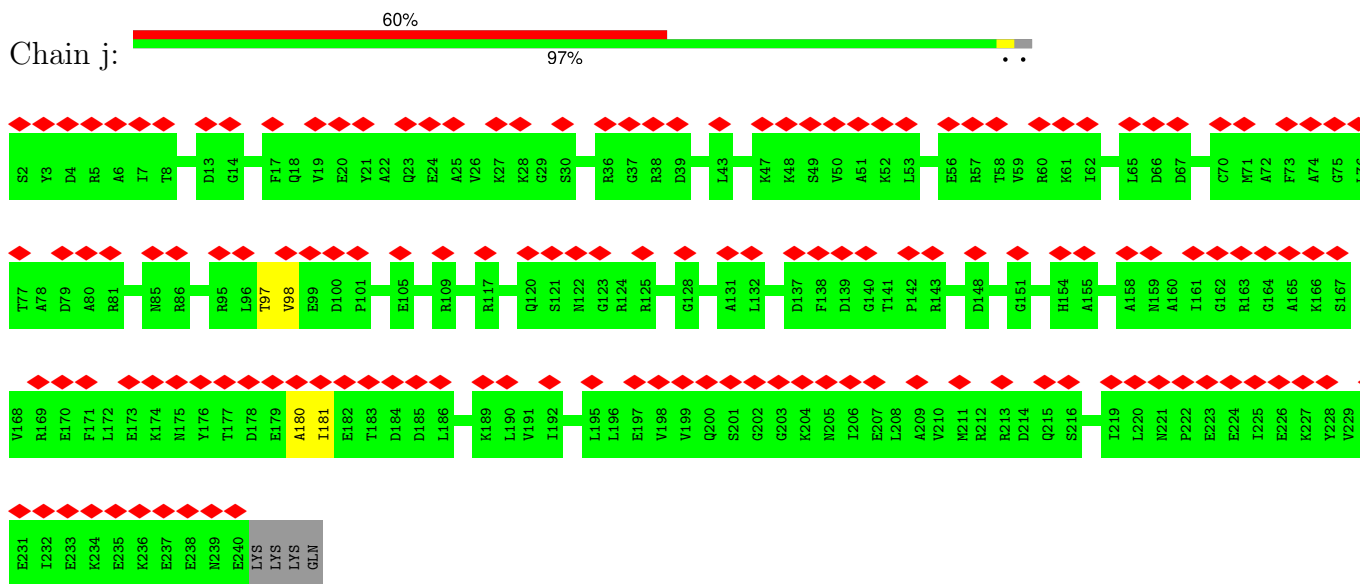 60%
Chain j:
97%
. .
S2 Y3 D4 R5 A6 I7 T8 D13 G14 F17 Q18 V19 E20 Y21 A22 Q23 E24 A25 V26 K27 K28 G29 S30 R36 G37 R38 D39 L43 K47 K48 S49 V50 A51 K52 L53 E56 R57 T58 V59 R60 K61 I62 L65 D66 D67 C70 M71 A72 F73 A74 G75 L76
T77 A78 D79 A80 R81 N85 R86 R95 L96 T97 V98 E99 D100 P101 E105 R109 R117 Q120 S121 N122 G123 R124 R125 G128 A131 L132 D137 F138 D139 G140 T141 P142 R143 D148 G151 H154 A155 A158 N159 A160 I161 G162 R163 G164 A165 K166 S167
V168 R169 E170 F171 L172 E173 K174 N175 Y176 T177 D178 E179 A180 I181 E182 T183 D184 D185 L186 K189 L190 V191 I192 L195 L196 E197 V198 V199 Q200 S201 G202 G203 K204 N205 I206 E207 L208 A209 V210 M211 R212 R213 D214 Q215 S216 I219 L220 N221 P222 E223 E224 I225 E226 K227 Y228 V229
E231 I232 E233 K234 E235 K236 E237 E238 N239 E240 LYS LYS LYS GLN